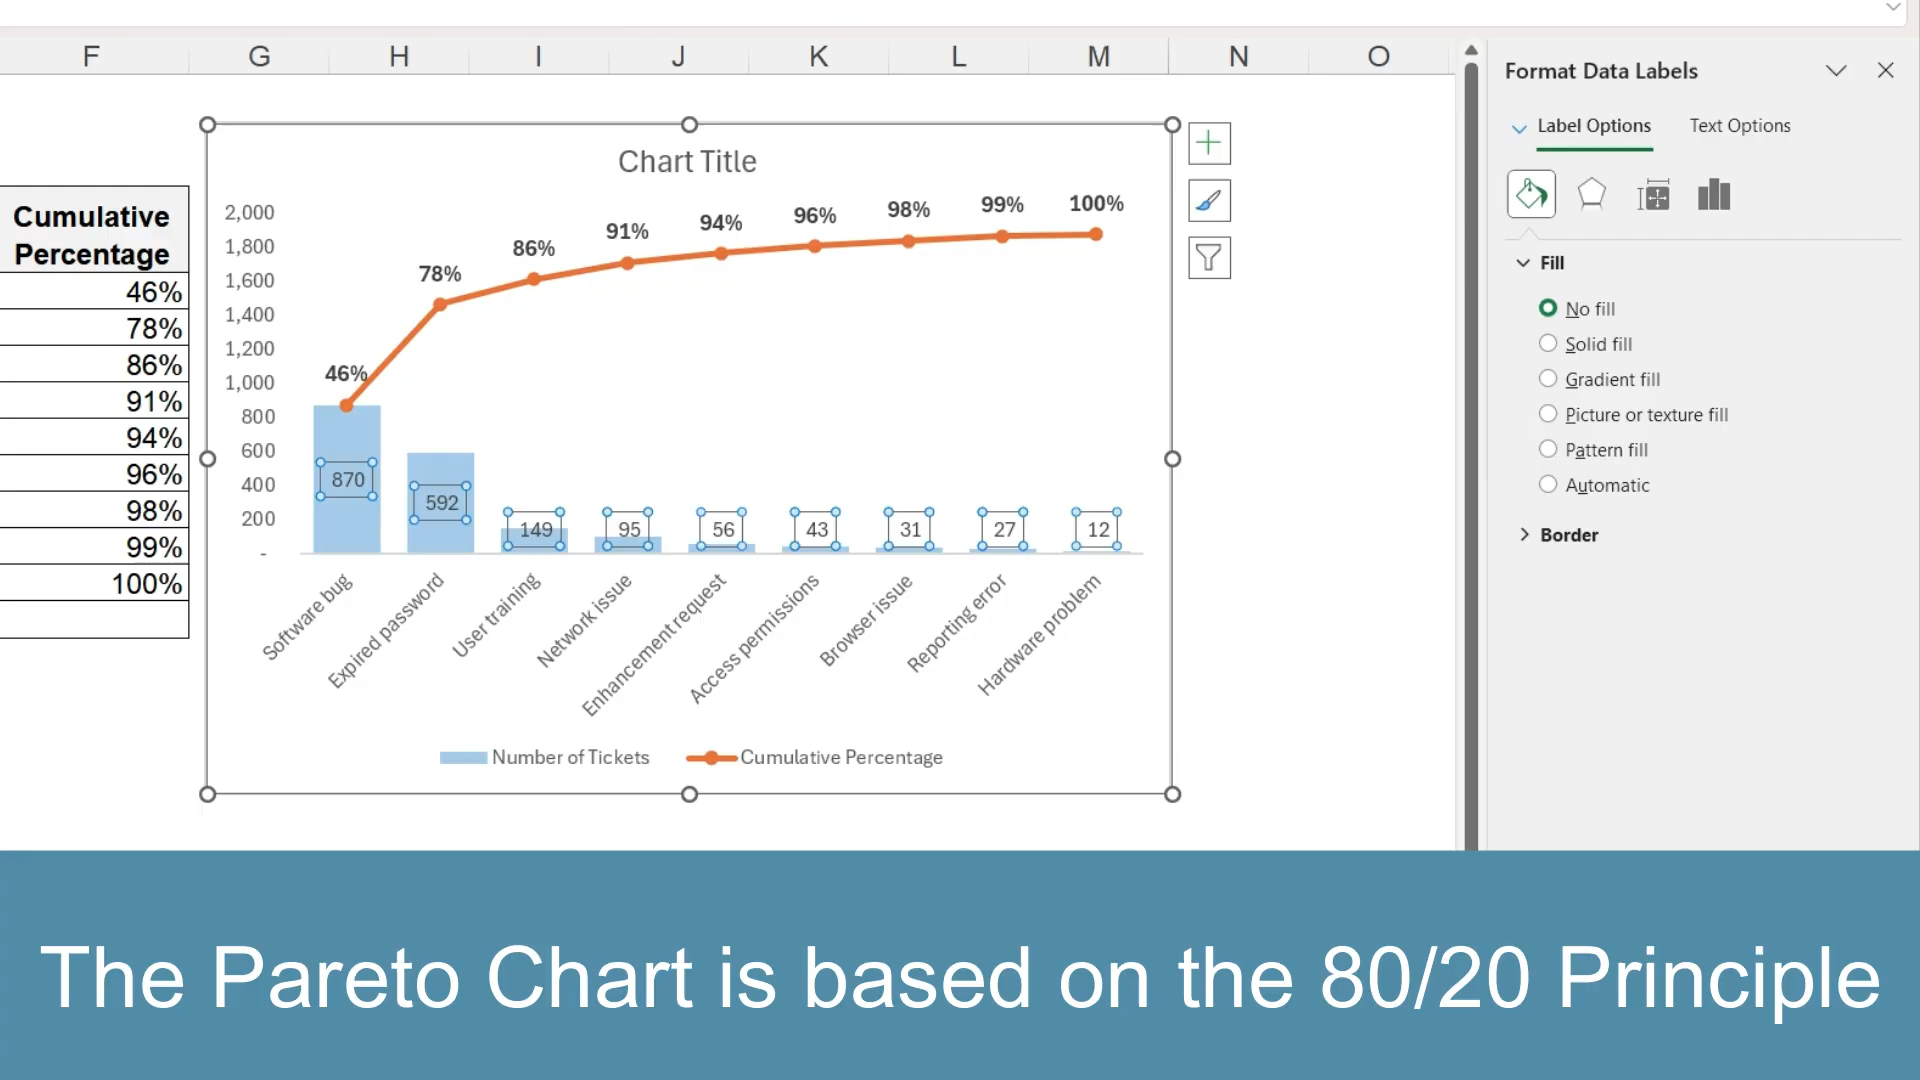 F G H I J K L M N O
Cumulative
Percentage
46%
78%
86%
91%
94%
96%
98%
99%
100%
Chart Title
2,000
1,800
1,600
1,400
1,200
1,000
800
600
400
200
-
46%
78%
86%
91%
94%
96%
98%
99%
100%
870
592
149
95
56
43
31
27
12
Software bug
Expired password
User training
Network issue
Enhancement request
Access permissions
Browser issue
Reporting error
Hardware problem
Number of Tickets
Cumulative Percentage
Format Data Labels
Label Options
Text Options
Fill
No fill
Solid fill
Gradient fill
Picture or texture fill
Pattern fill
Automatic
Border
The Pareto Chart is based on the 80/20 Principle